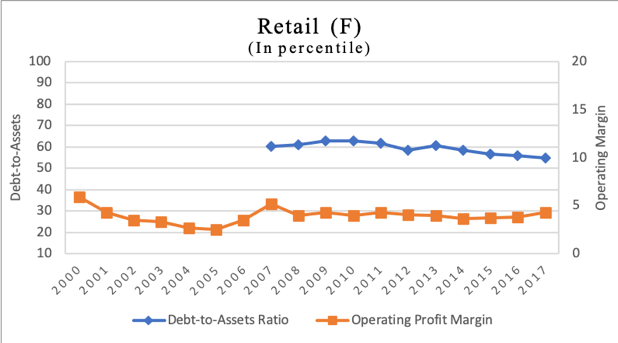 Retail (F)
(In percentile)
100
90
80
70
60
50
40
30
20
10
Debt-to-Assets
20
15
10
5
0
Operating Margin
2000 2001 2002 2003 2004 2005 2006 2007 2008 2009 2010 2011 2012 2013 2014 2015 2016 2017
Debt-to-Assets Ratio Operating Profit Margin